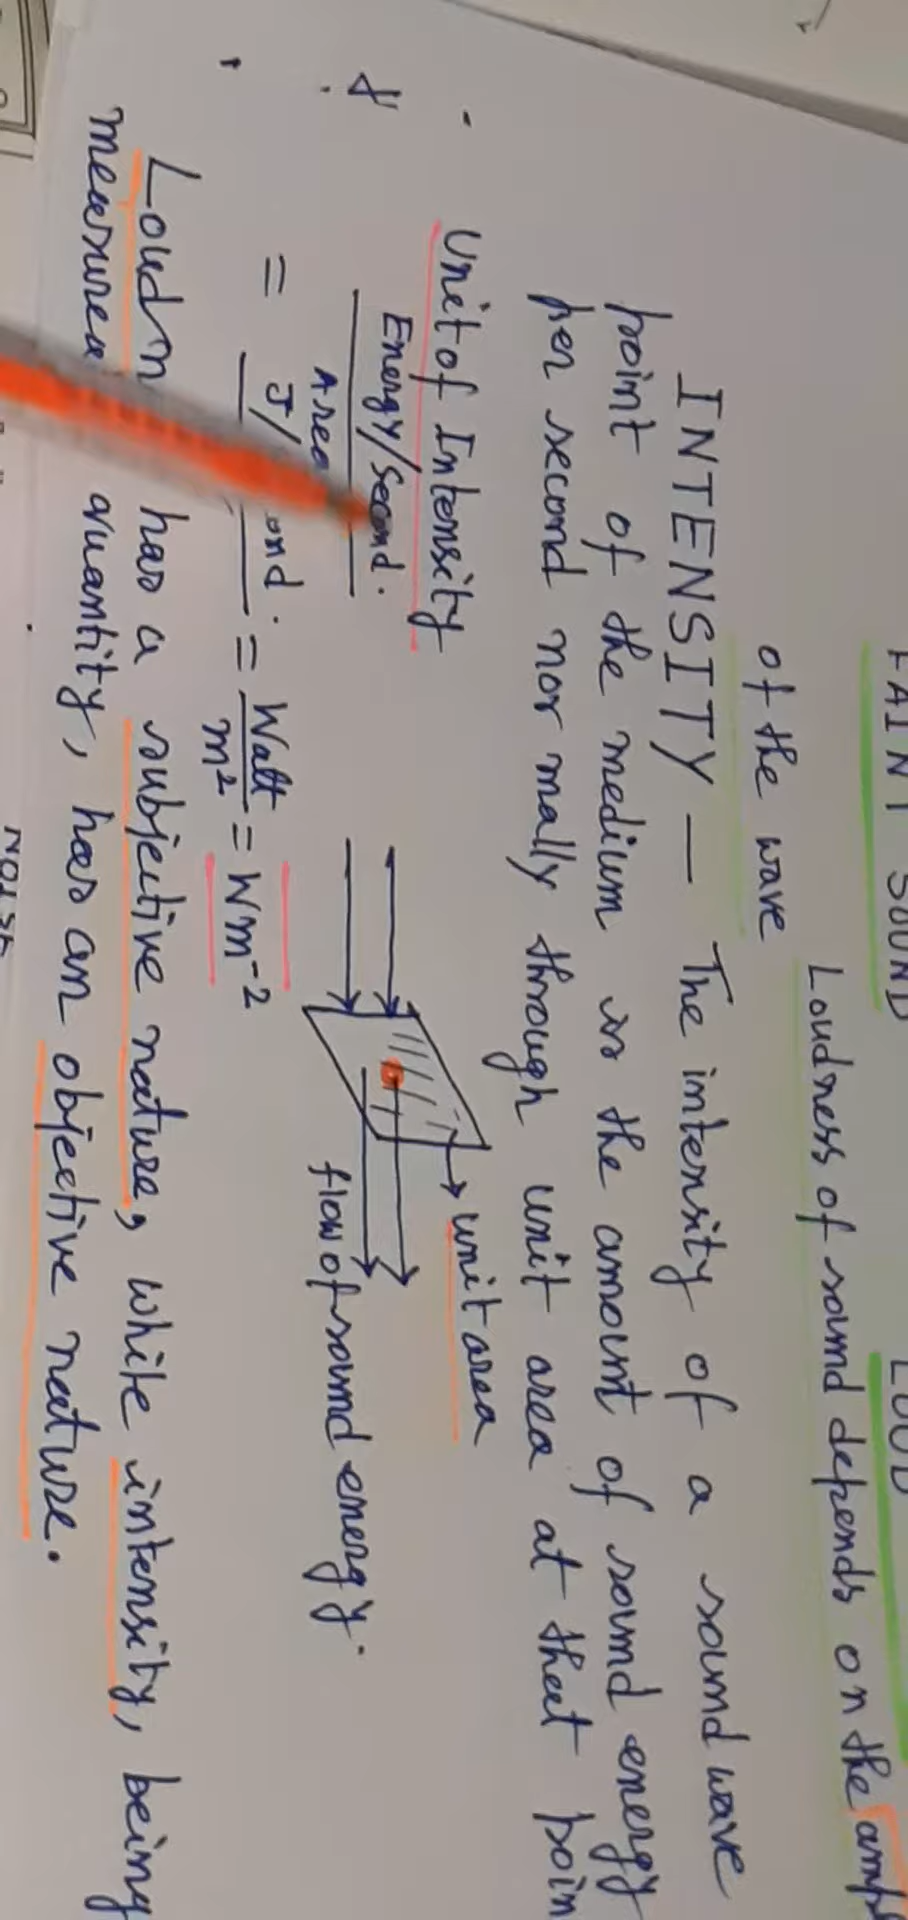 FAINT SOUND LOUD
Loudness of sound depends on the
of the wave
INTENSITY — The intensity of a sound wave
point of the medium is the amount of sound energy
per second normally through unit area at that poin
Unit of Intensity
Energy/Second.
Area
unit area
flow of sound energy.
= J/ ond. = Watt = Wm⁻²
m²
Loudn has a subjective nature, while intensity, being
quantity, has an objective nature.